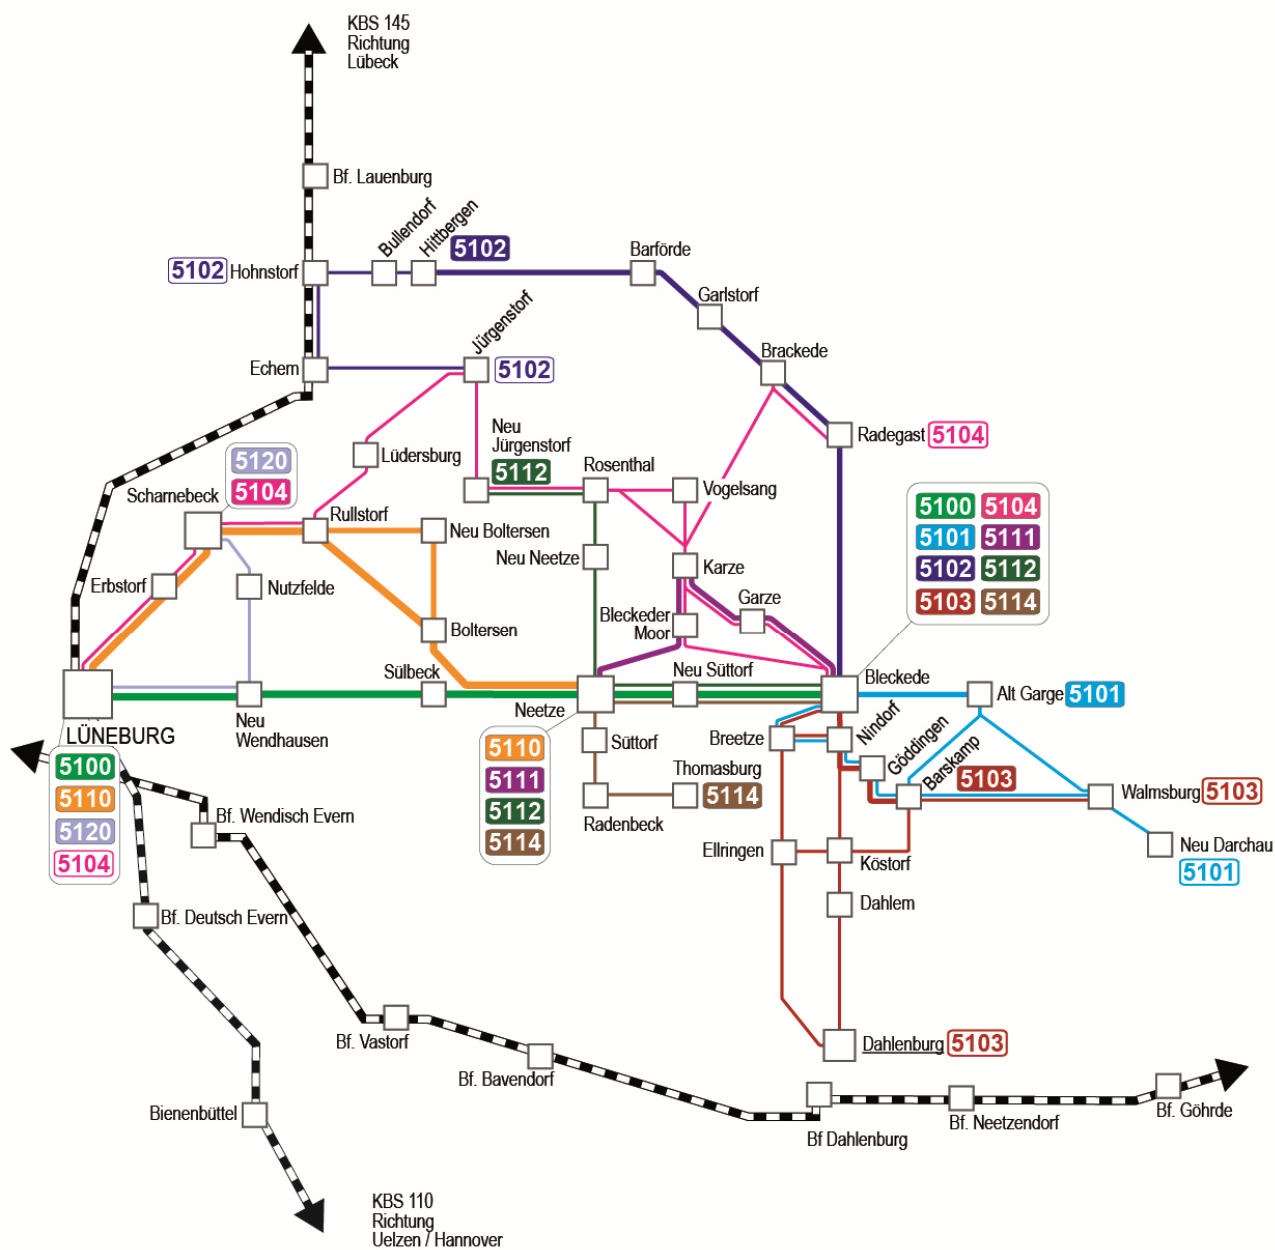 KBS 145
Richtung
Lübeck
Bf. Lauenburg
Bullendorf
Hittbergen
5102
5102
Hohnstorf
Barförde
Garlstorf
Brackede
Jürgenstorf
5102
Echem
Radegast
5104
Neu
Jürgenstorf
5112
Lüdersburg
Rosenthal
Vogelsang
5120
5104
Scharnebeck
Rullstorf
Neu Boltersen
Neu Neetze
Karze
5100
5104
5101
5111
5102
5112
5103
5114
Erbstorf
Nutzfelde
Garze
Bleckeder
Moor
Boltersen
Sülbeck
Neu Süttorf
Bleckede
Alt Garge
5101
Neu
Wendhausen
Neetze
LÜNEBURG
5100
5110
5120
5104
5110
5111
5112
5114
Süttorf
Breetze
Nindorf
Göddingen
Barskamp
5103
Thomasburg
5114
Radenbeck
Walmsburg
5103
Neu Darchau
5101
Bf. Wendisch Evern
Ellringen
Köstorf
Dahlem
Bf. Deutsch Evern
Dahlenburg
5103
Bf. Vastorf
Bf. Bavendorf
Bienenbüttel
Bf Dahlenburg
Bf. Neetzendorf
Bf. Göhrde
KBS 110
Richtung
Uelzen / Hannover